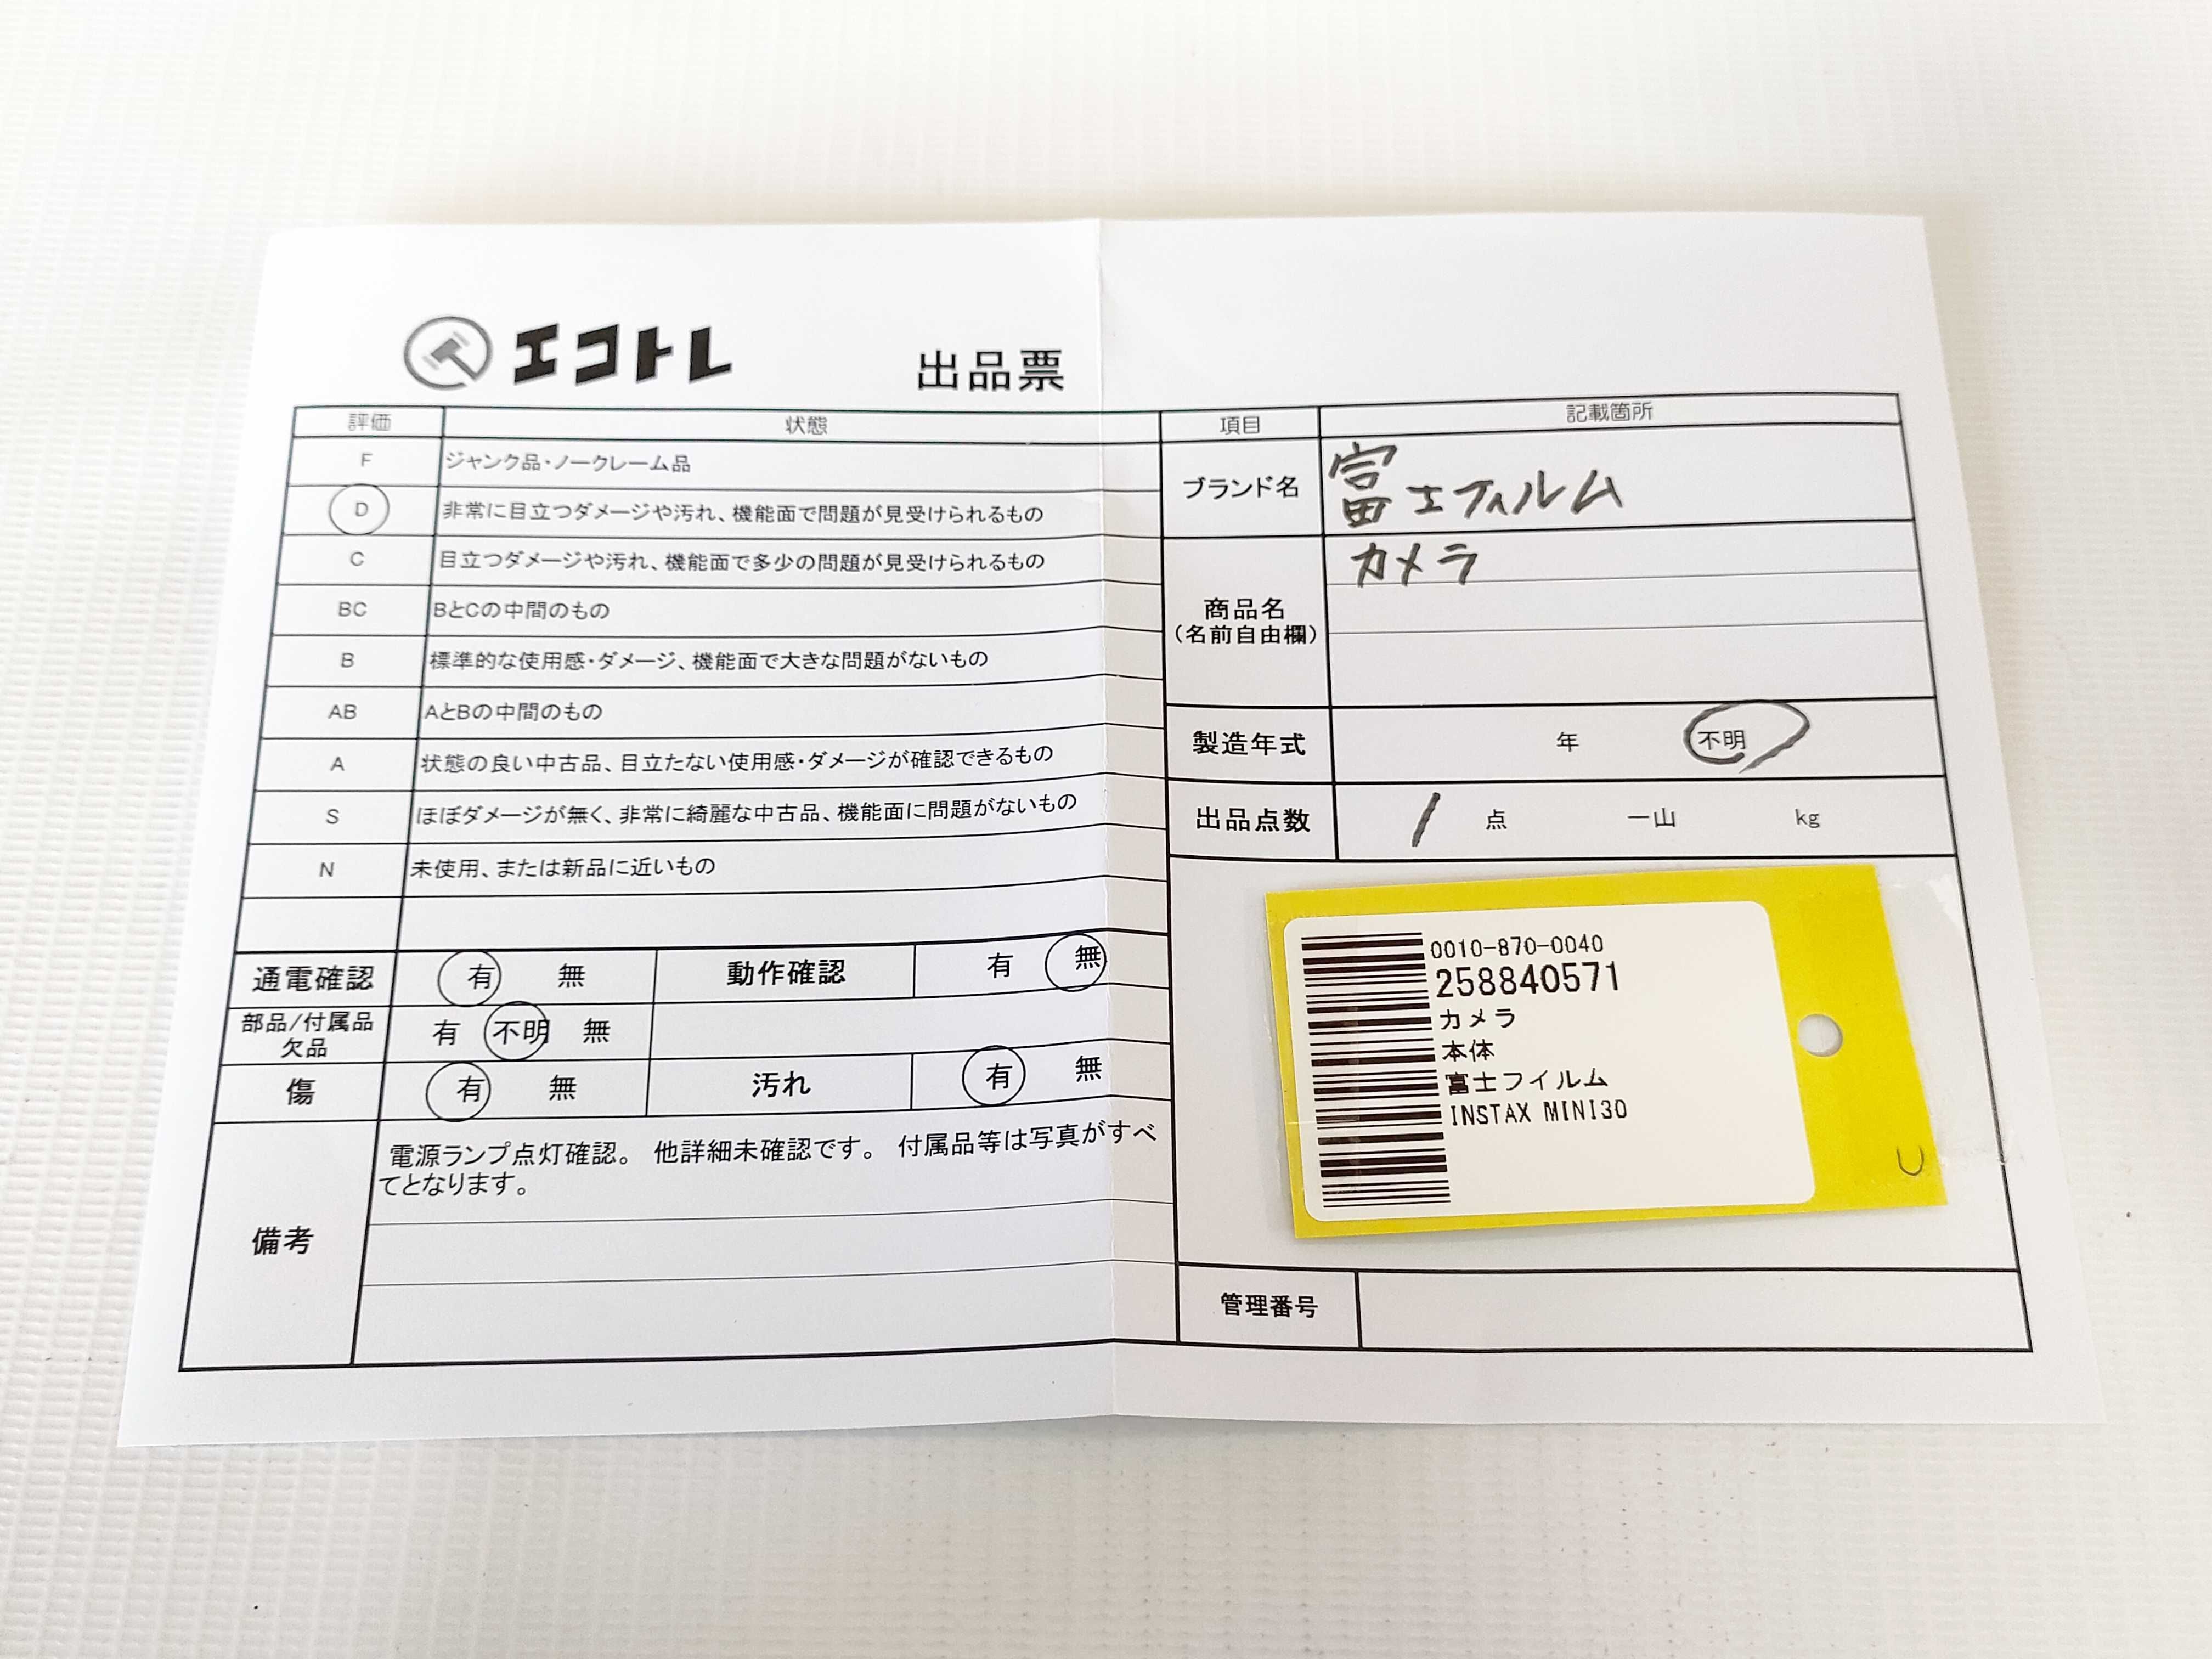 エコトレ
出品票
評価 状態
F ジャンク品・ノークレーム品
D 非常に目立つダメージや汚れ、機能面で問題が見受けられるもの
C 目立つダメージや汚れ、機能面で多少の問題が見受けられるもの
BC BとCの中間のもの
B 標準的な使用感・ダメージ、機能面で大きな問題がないもの
AB AとBの中間のもの
A 状態の良い中古品、目立たない使用感・ダメージが確認できるもの
S ほぼダメージが無く、非常に綺麗な中古品、機能面に問題がないもの
N 未使用、または新品に近いもの
通電確認 有 無 動作確認 有 無
部品/付属品
欠品
有 不明 無
傷 有 無 汚れ 有 無
備考
電源ランプ点灯確認。 他詳細未確認です。 付属品等は写真がすべ
てとなります。
項目 記載箇所
ブランド名 富士フィルム
商品名
(名前自由欄)
カメラ
製造年式 年 不明
出品点数 1 点 一山 kg
0010-870-0040
258840571
カメラ
本体
富士フイルム
INSTAX MINI30
管理番号